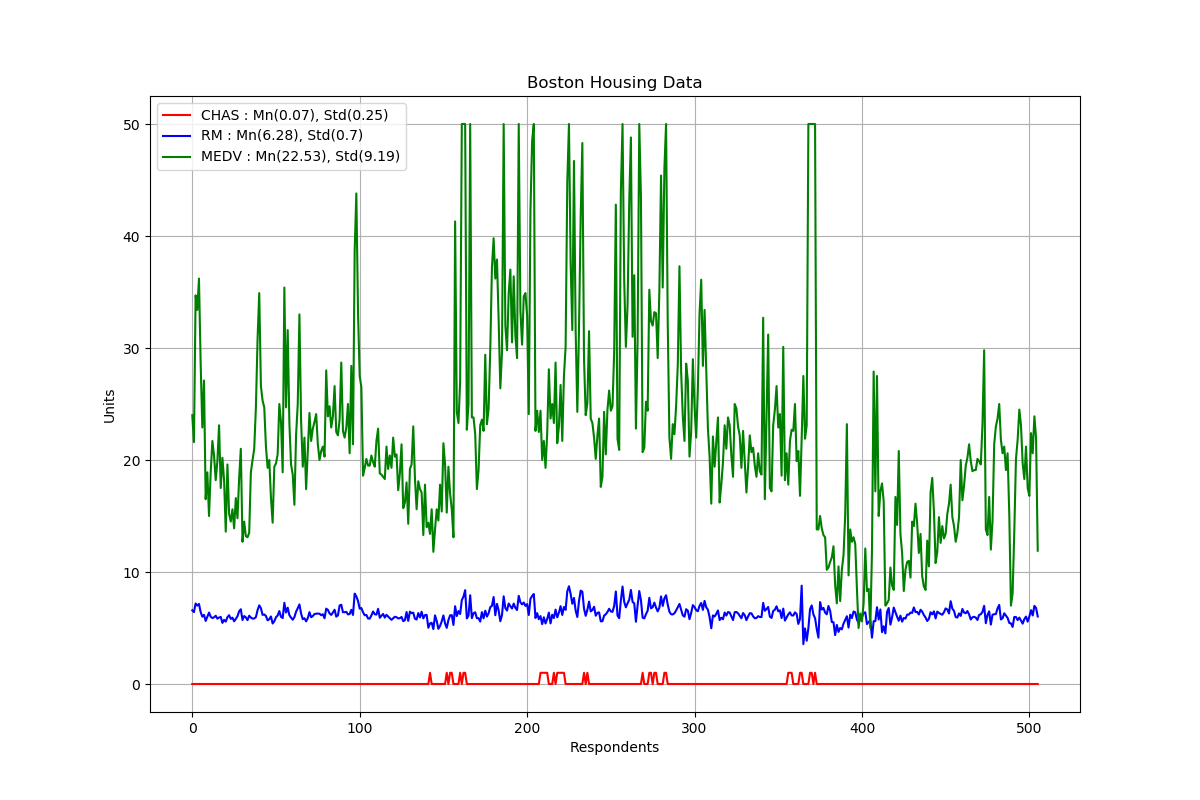 Boston Housing Data
CHAS : Mn(0.07), Std(0.25)
RM : Mn(6.28), Std(0.7)
MEDV : Mn(22.53), Std(9.19)
50
40
30
20
10
0
Units
0 100 200 300 400 500
Respondents